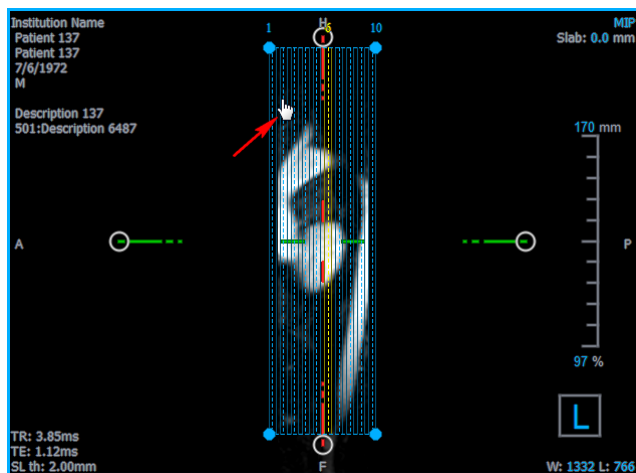 Institution Name
Patient 137
Patient 137
7/6/1972
M
Description 137
501:Description 6487
1
H
6
10
MIP
Slab: 0.0 mm
170 mm
A
P
97 %
L
TR: 3.85ms
TE: 1.12ms
SL th: 2.00mm
F
W: 1332 L: 766